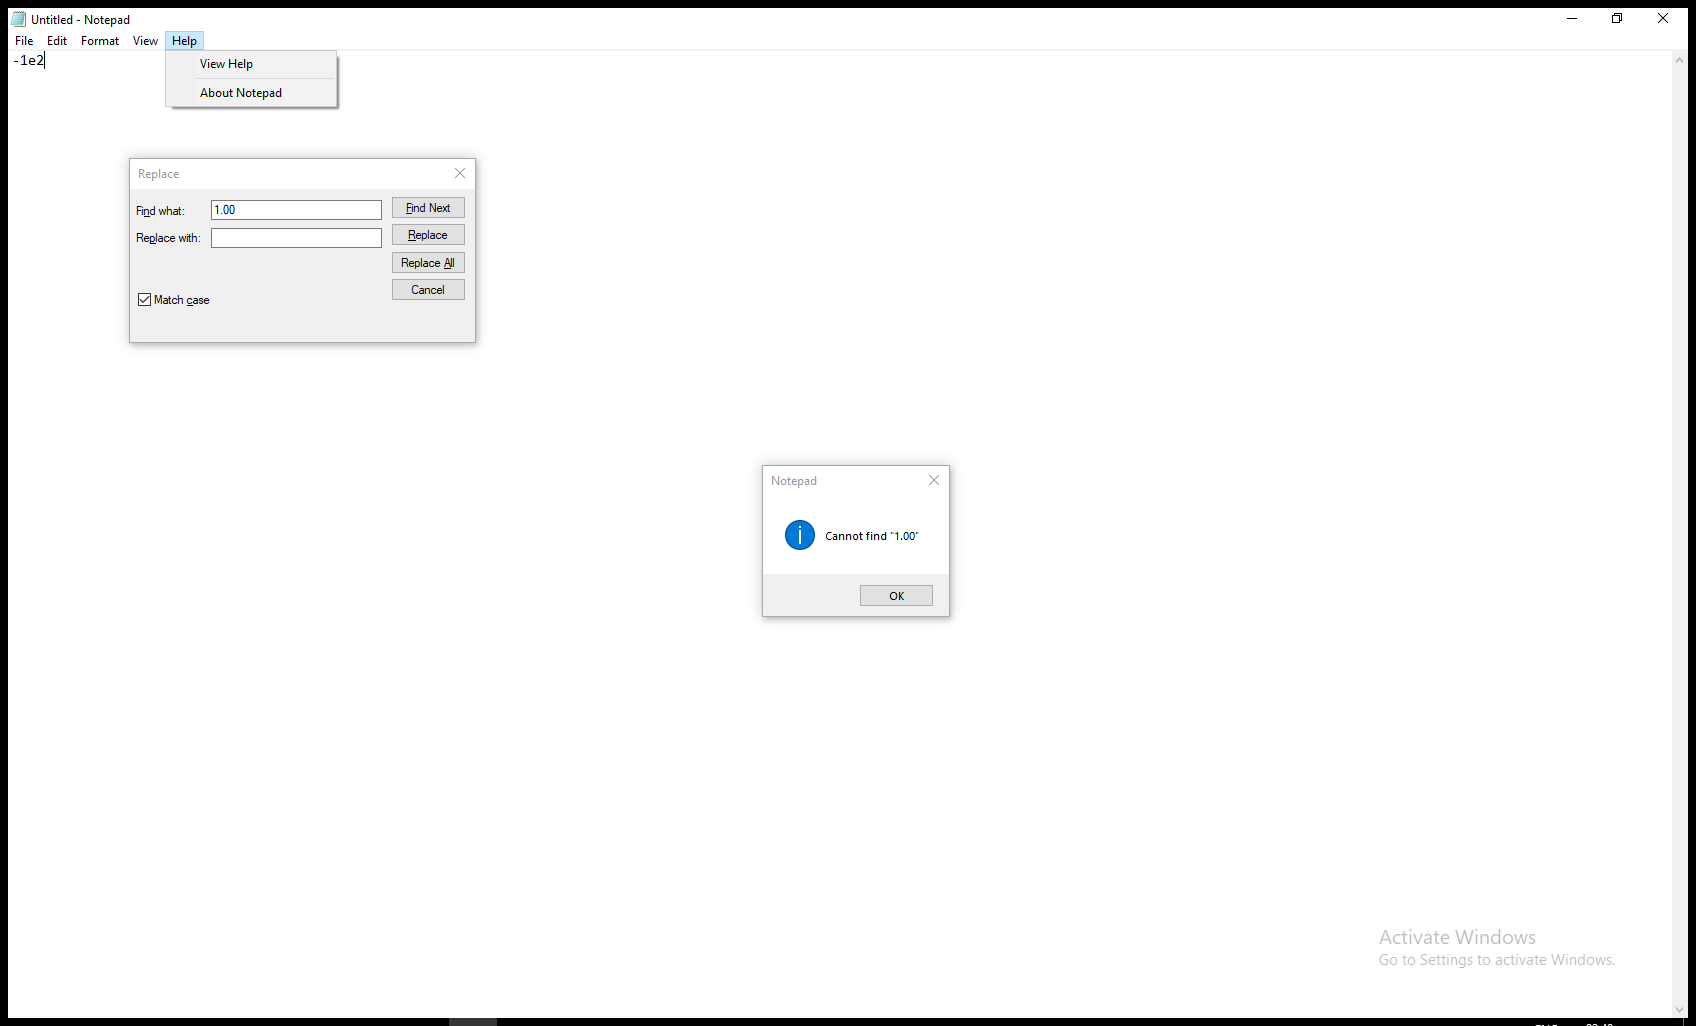 Untitled - Notepad
File Edit Format View Help
-1e2
View Help
About Notepad
Replace
Find what: 1.00 Find Next
Replace with: Replace
Replace All
Cancel
Match case
Notepad
Cannot find "1.00"
OK
Activate Windows
Go to Settings to activate Windows.